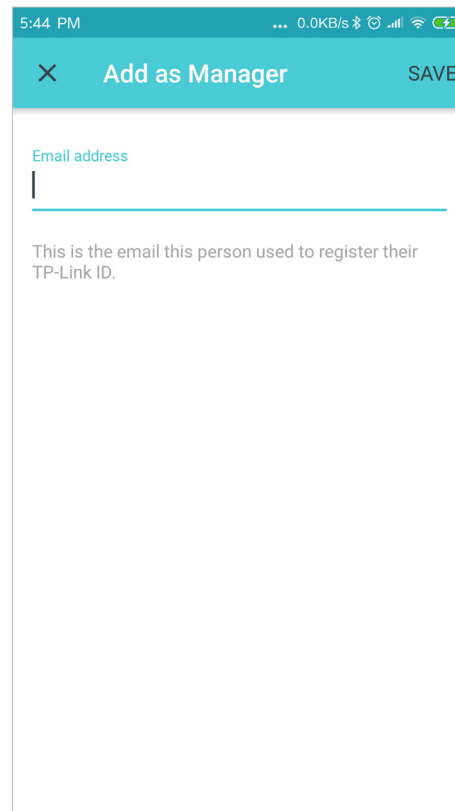 5:44 PM ... 0.0KB/s
Add as Manager SAVE
Email address
This is the email this person used to register their
TP-Link ID.